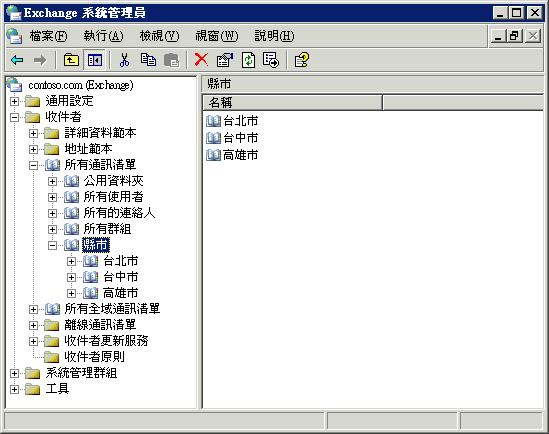 Exchange 系統管理員
檔案(F) 執行(A) 檢視(V) 視窗(W) 說明(H)
contoso.com (Exchange)
通用設定
收件者
詳細資料範本
地址範本
所有通訊清單
公用資料夾
所有使用者
所有的連絡人
所有群組
縣市
台北市
台中市
高雄市
所有全域通訊清單
離線通訊清單
收件者更新服務
收件者原則
系統管理群組
工具
縣市
名稱
台北市
台中市
高雄市